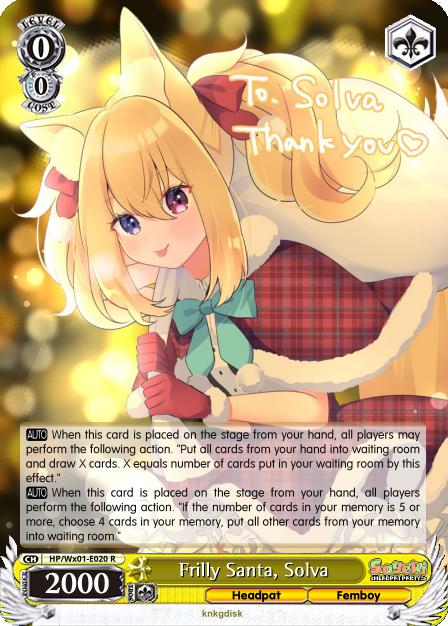 LEVEL
0
0
COST
To. Solva
Thank you♡
AUTO When this card is placed on the stage from your hand, all players may
perform the following action. "Put all cards from your hand into waiting room
and draw X cards. X equals number of cards put in your waiting room by this
effect."
AUTO When this card is placed on the stage from your hand, all players
perform the following action. "If the number of cards in your memory is 5 or
more, choose 4 cards in your memory, put all other cards from your memory
into waiting room."
CH HP/Wx01-E020 R
POWER 2000 SOUL Frilly Santa, Solva
Headpat Femboy
knkgdisk